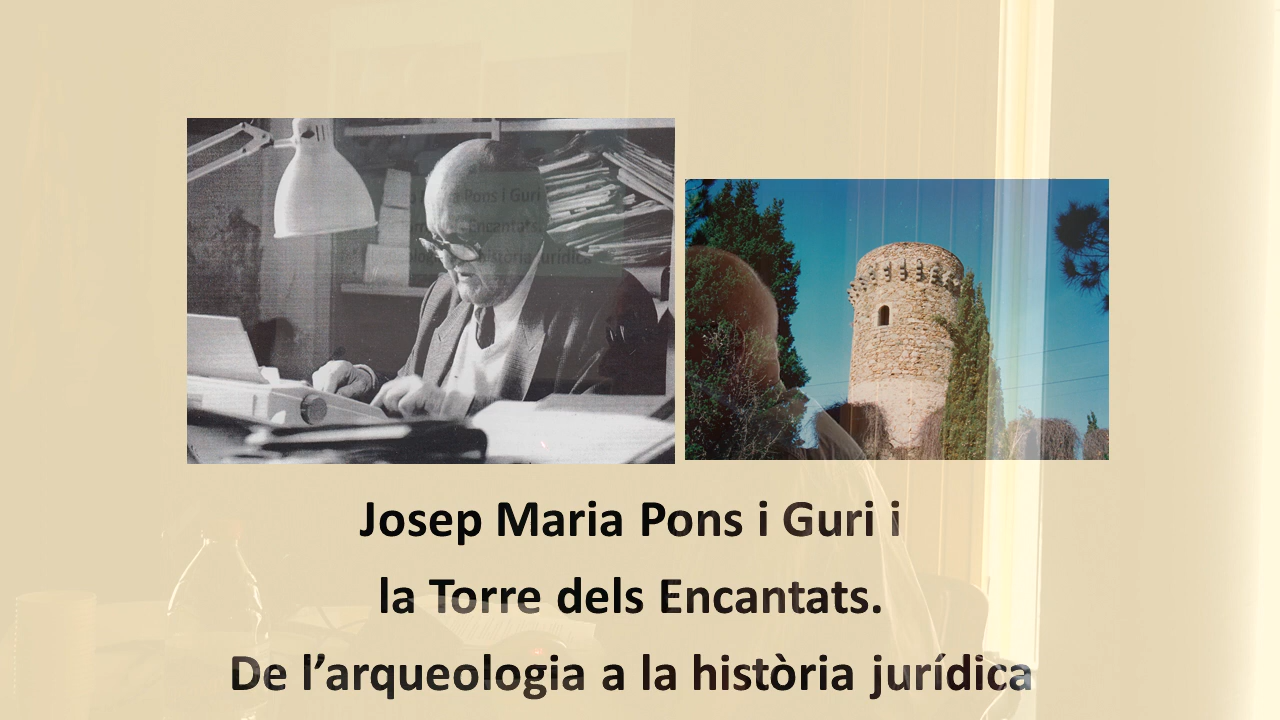 Josep Maria Pons i Guri i
la Torre dels Encantats.
De l’arqueologia a la història jurídica